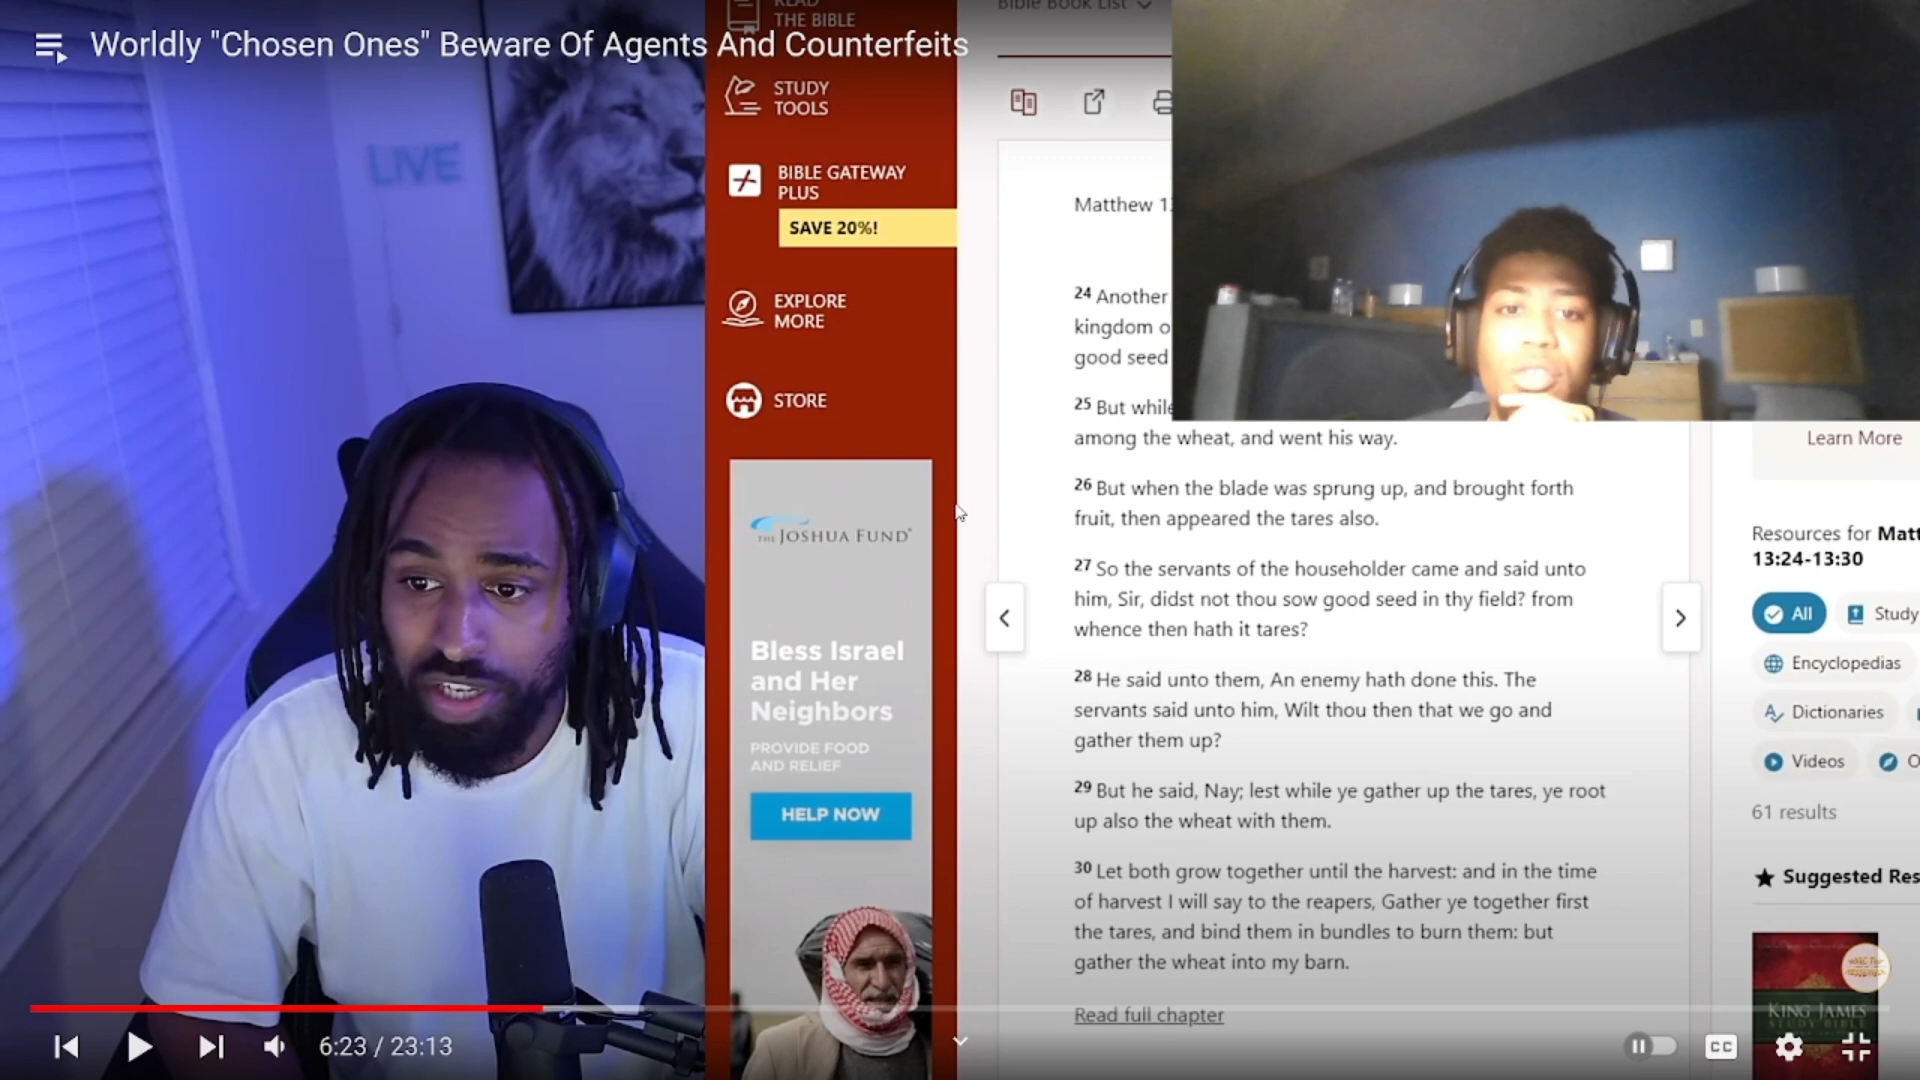 Worldly "Chosen Ones" Beware Of Agents And Counterfeits
READ
THE BIBLE
STUDY
TOOLS
BIBLE GATEWAY
PLUS
SAVE 20%!
EXPLORE
MORE
STORE
LIVE
THE JOSHUA FUND
Bless Israel
and Her
Neighbors
PROVIDE FOOD
AND RELIEF
HELP NOW
Bible Book List
Matthew
24 Another
kingdom
good seed
25 But while
among the wheat, and went his way.
26 But when the blade was sprung up, and brought forth
fruit, then appeared the tares also.
27 So the servants of the householder came and said unto
him, Sir, didst not thou sow good seed in thy field? from
whence then hath it tares?
28 He said unto them, An enemy hath done this. The
servants said unto him, Wilt thou then that we go and
gather them up?
29 But he said, Nay; lest while ye gather up the tares, ye root
up also the wheat with them.
30 Let both grow together until the harvest: and in the time
of harvest I will say to the reapers, Gather ye together first
the tares, and bind them in bundles to burn them: but
gather the wheat into my barn.
Read full chapter
Learn More
Resources for Matt
13:24-13:30
All
Study
Encyclopedias
Dictionaries
Videos
61 results
Suggested Res
KING JAMES
STUDY BIBLE
6:23 / 23:13
CC